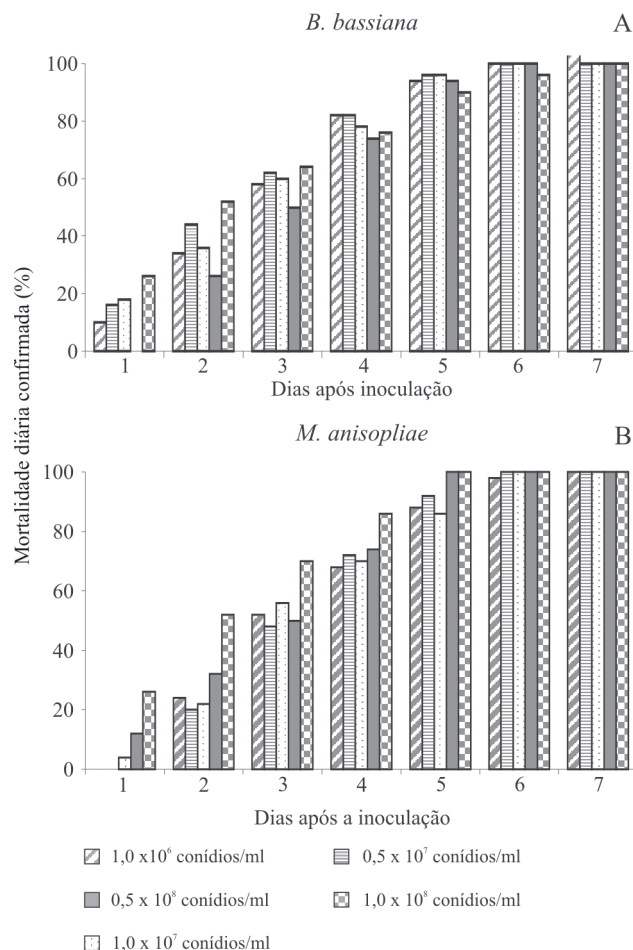 B. bassiana
A
Mortalidade diária confirmada (%)
100
80
60
40
20
0
1 2 3 4 5 6 7
Dias após inoculação
M. anisopliae
B
100
80
60
40
20
0
1 2 3 4 5 6 7
Dias após a inoculação
1,0 x10⁶ conídios/ml
0,5 x 10⁷ conídios/ml
0,5 x 10⁸ conídios/ml
1,0 x 10⁸ conídios/ml
1,0 x 10⁷ conídios/ml